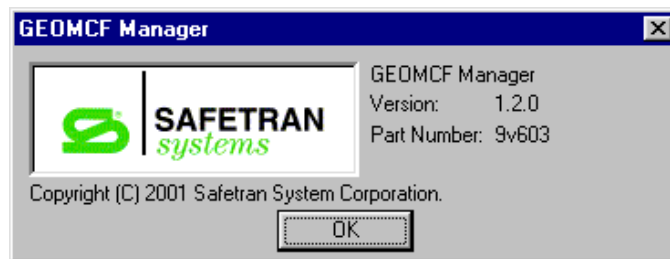 GEOMCF Manager
SAFETRAN
systems
GEOMCF Manager
Version: 1.2.0
Part Number: 9v603
Copyright (C) 2001 Safetran System Corporation.
OK